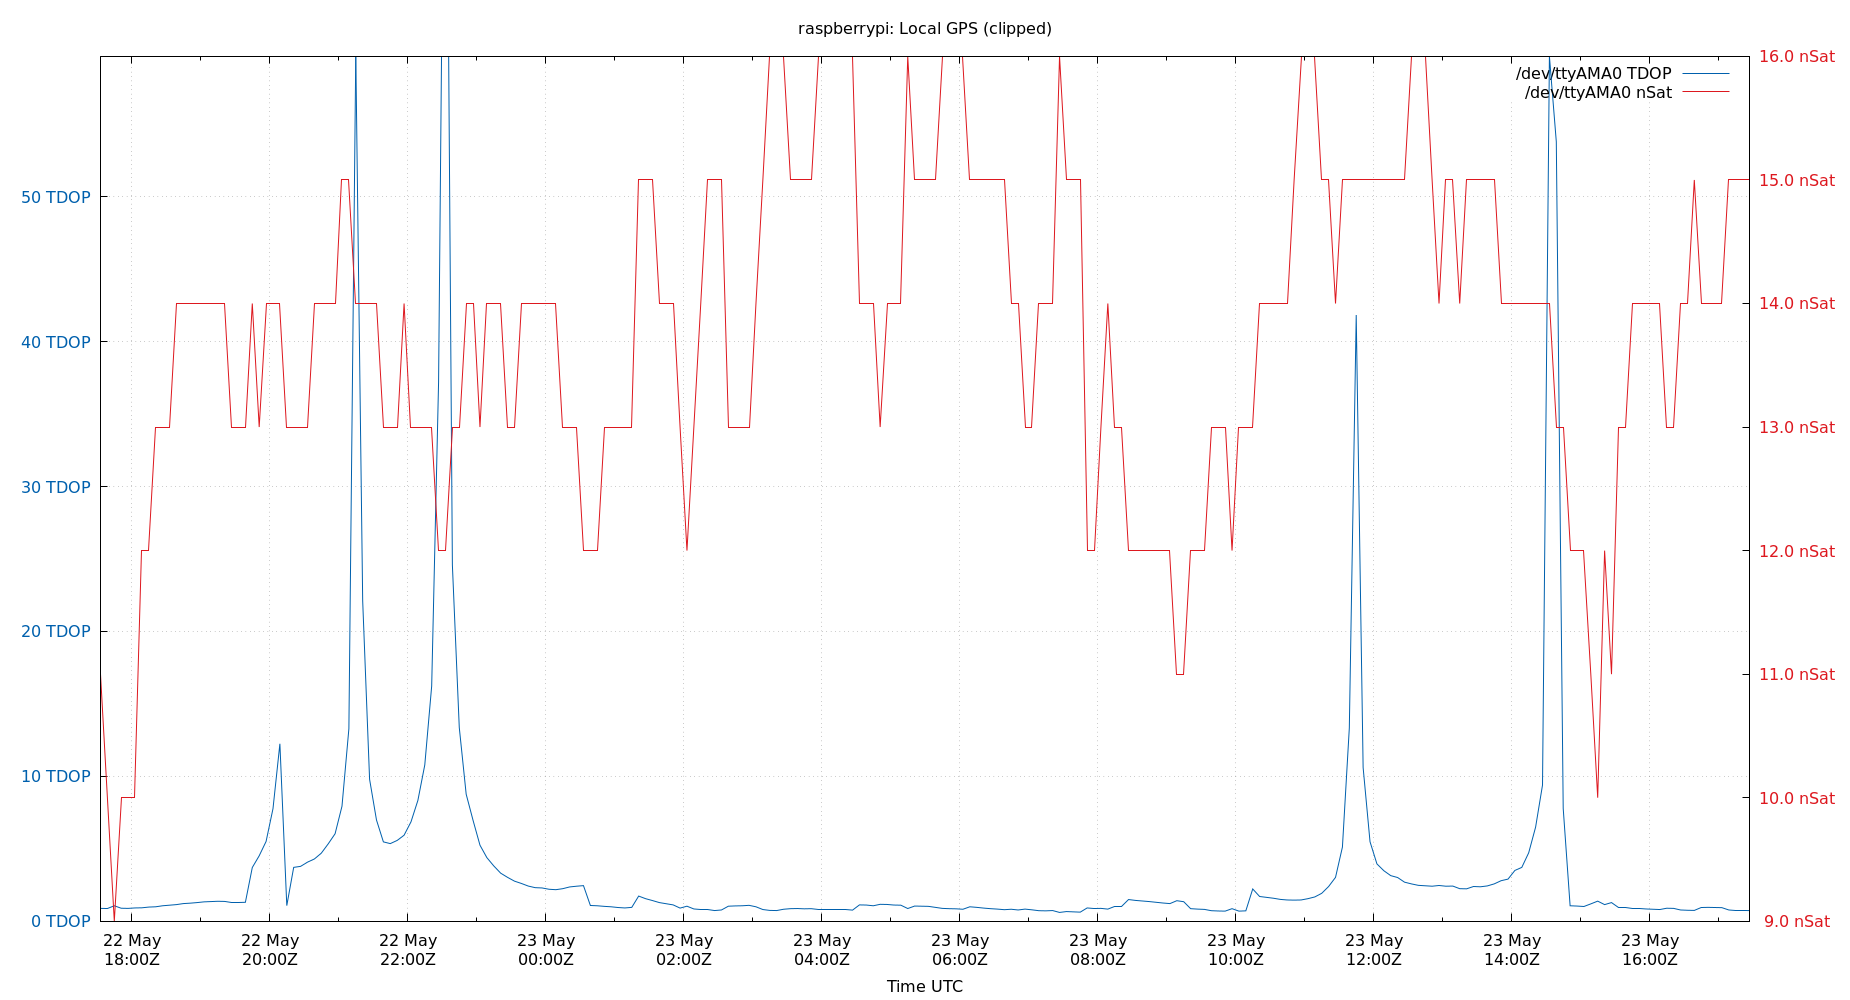 raspberrypi: Local GPS (clipped)
/dev/ttyAMA0 TDOP
/dev/ttyAMA0 nSat
50 TDOP
40 TDOP
30 TDOP
20 TDOP
10 TDOP
0 TDOP
16.0 nSat
15.0 nSat
14.0 nSat
13.0 nSat
12.0 nSat
11.0 nSat
10.0 nSat
9.0 nSat
22 May
18:00Z
22 May
20:00Z
22 May
22:00Z
23 May
00:00Z
23 May
02:00Z
23 May
04:00Z
23 May
06:00Z
23 May
08:00Z
23 May
10:00Z
23 May
12:00Z
23 May
14:00Z
23 May
16:00Z
Time UTC